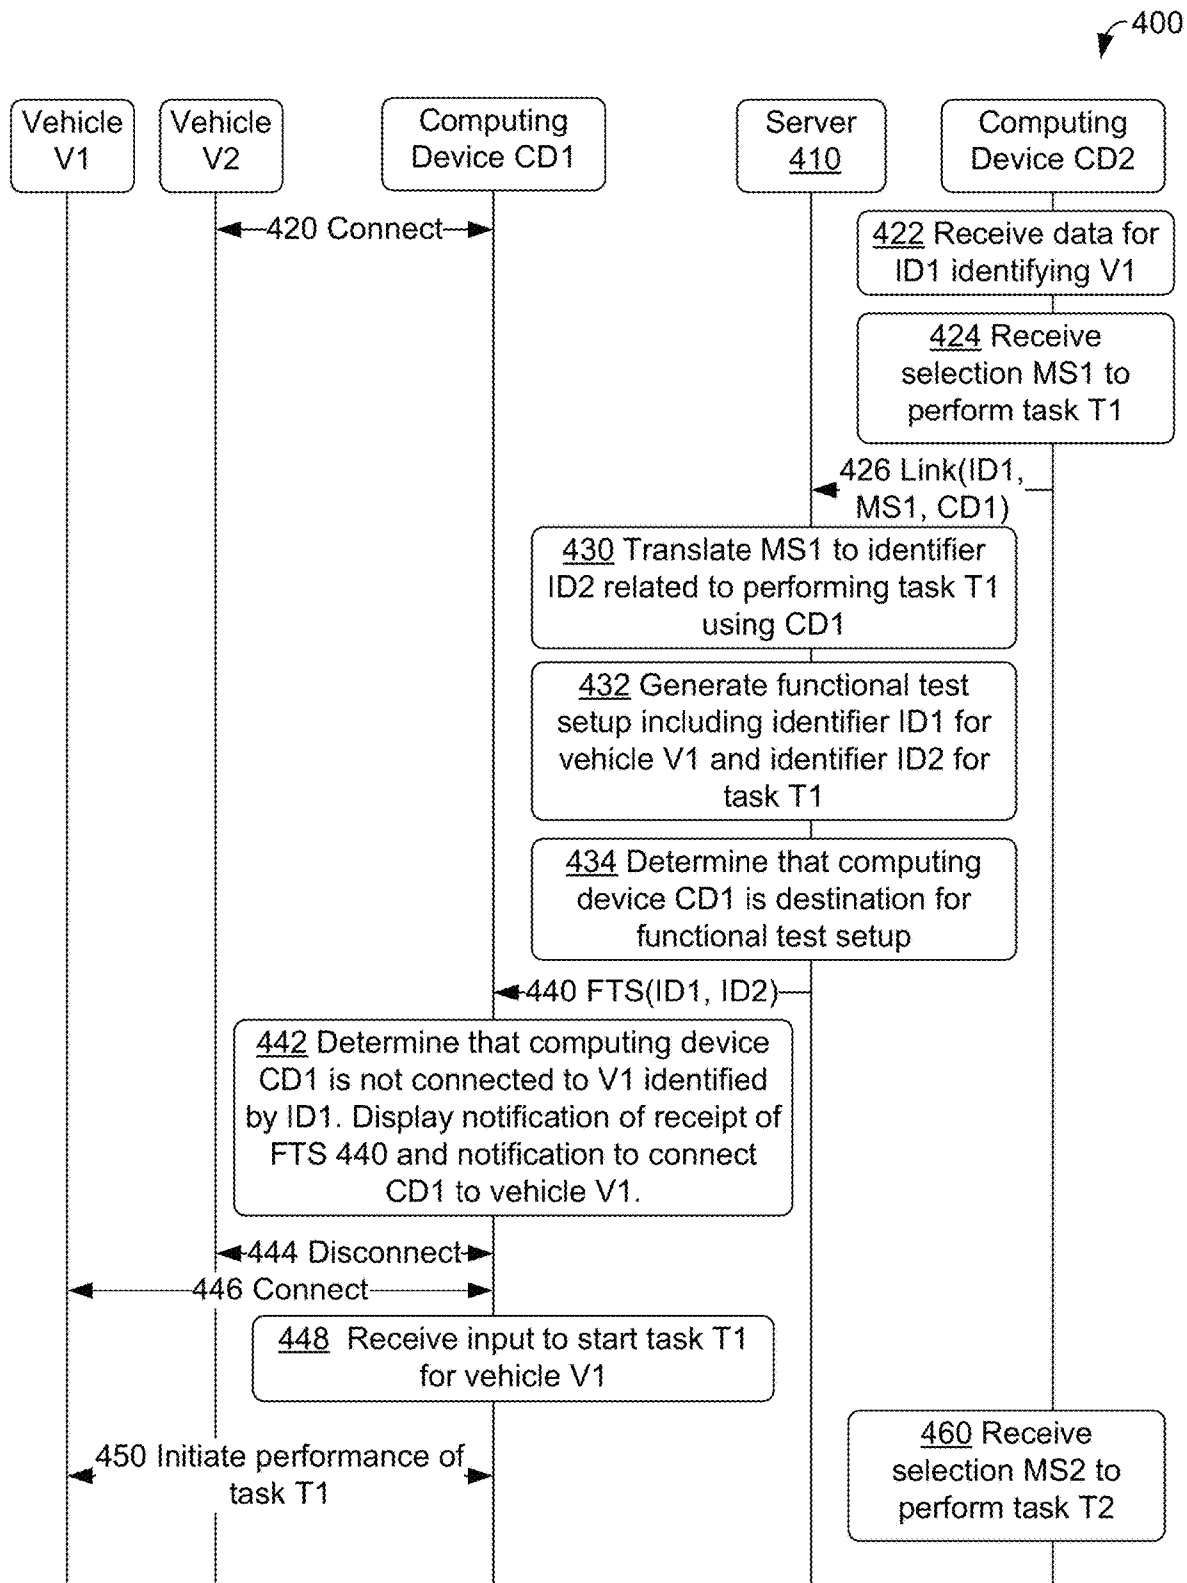 400
Vehicle
V1
Vehicle
V2
Computing
Device CD1
Server
410
Computing
Device CD2
420 Connect
422 Receive data for
ID1 identifying V1
424 Receive
selection MS1 to
perform task T1
426 Link(ID1,
MS1, CD1)
430 Translate MS1 to identifier
ID2 related to performing task T1
using CD1
432 Generate functional test
setup including identifier ID1 for
vehicle V1 and identifier ID2 for
task T1
434 Determine that computing
device CD1 is destination for
functional test setup
440 FTS(ID1, ID2)
442 Determine that computing device
CD1 is not connected to V1 identified
by ID1. Display notification of receipt of
FTS 440 and notification to connect
CD1 to vehicle V1.
444 Disconnect
446 Connect
448 Receive input to start task T1
for vehicle V1
450 Initiate performance of
task T1
460 Receive
selection MS2 to
perform task T2